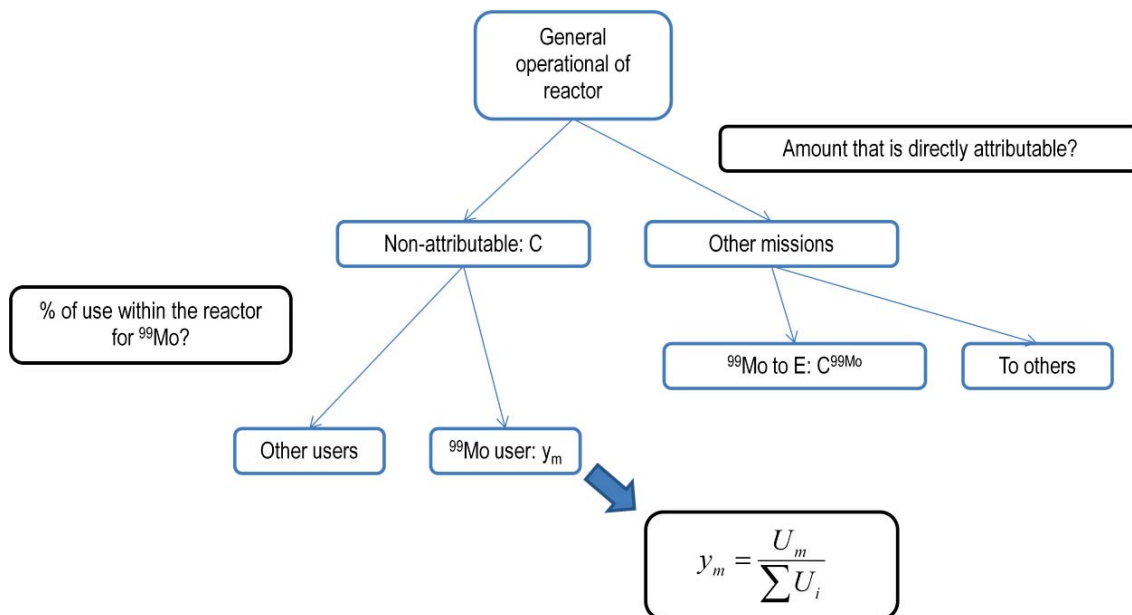 General
operational of
reactor
Amount that is directly attributable?
Non-attributable: C
Other missions
% of use within the reactor
for ⁹⁹Mo?
⁹⁹Mo to E: C⁹⁹ᴹᵒ
To others
Other users
⁹⁹Mo user: yₘ
yₘ = Uₘ / ∑Uᵢ